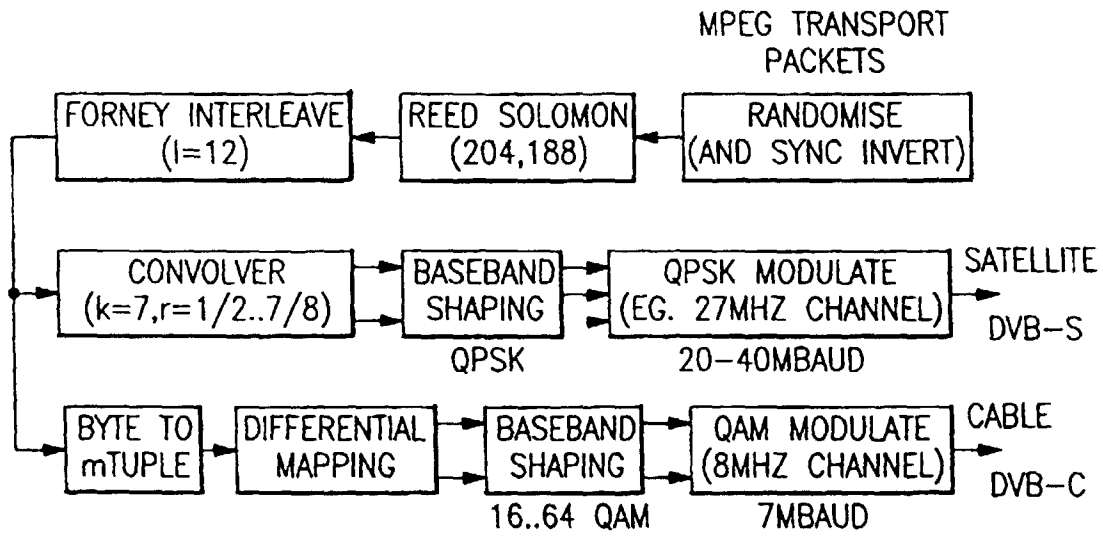 MPEG TRANSPORT
PACKETS
FORNEY INTERLEAVE
(I=12)
REED SOLOMON
(204,188)
RANDOMISE
(AND SYNC INVERT)
CONVOLVER
(k=7,r=1/2..7/8)
BASEBAND
SHAPING
QPSK
QPSK MODULATE
(EG. 27MHZ CHANNEL)
20-40MBAUD
SATELLITE
DVB-S
BYTE TO
mTUPLE
DIFFERENTIAL
MAPPING
BASEBAND
SHAPING
16..64 QAM
QAM MODULATE
(8MHZ CHANNEL)
7MBAUD
CABLE
DVB-C